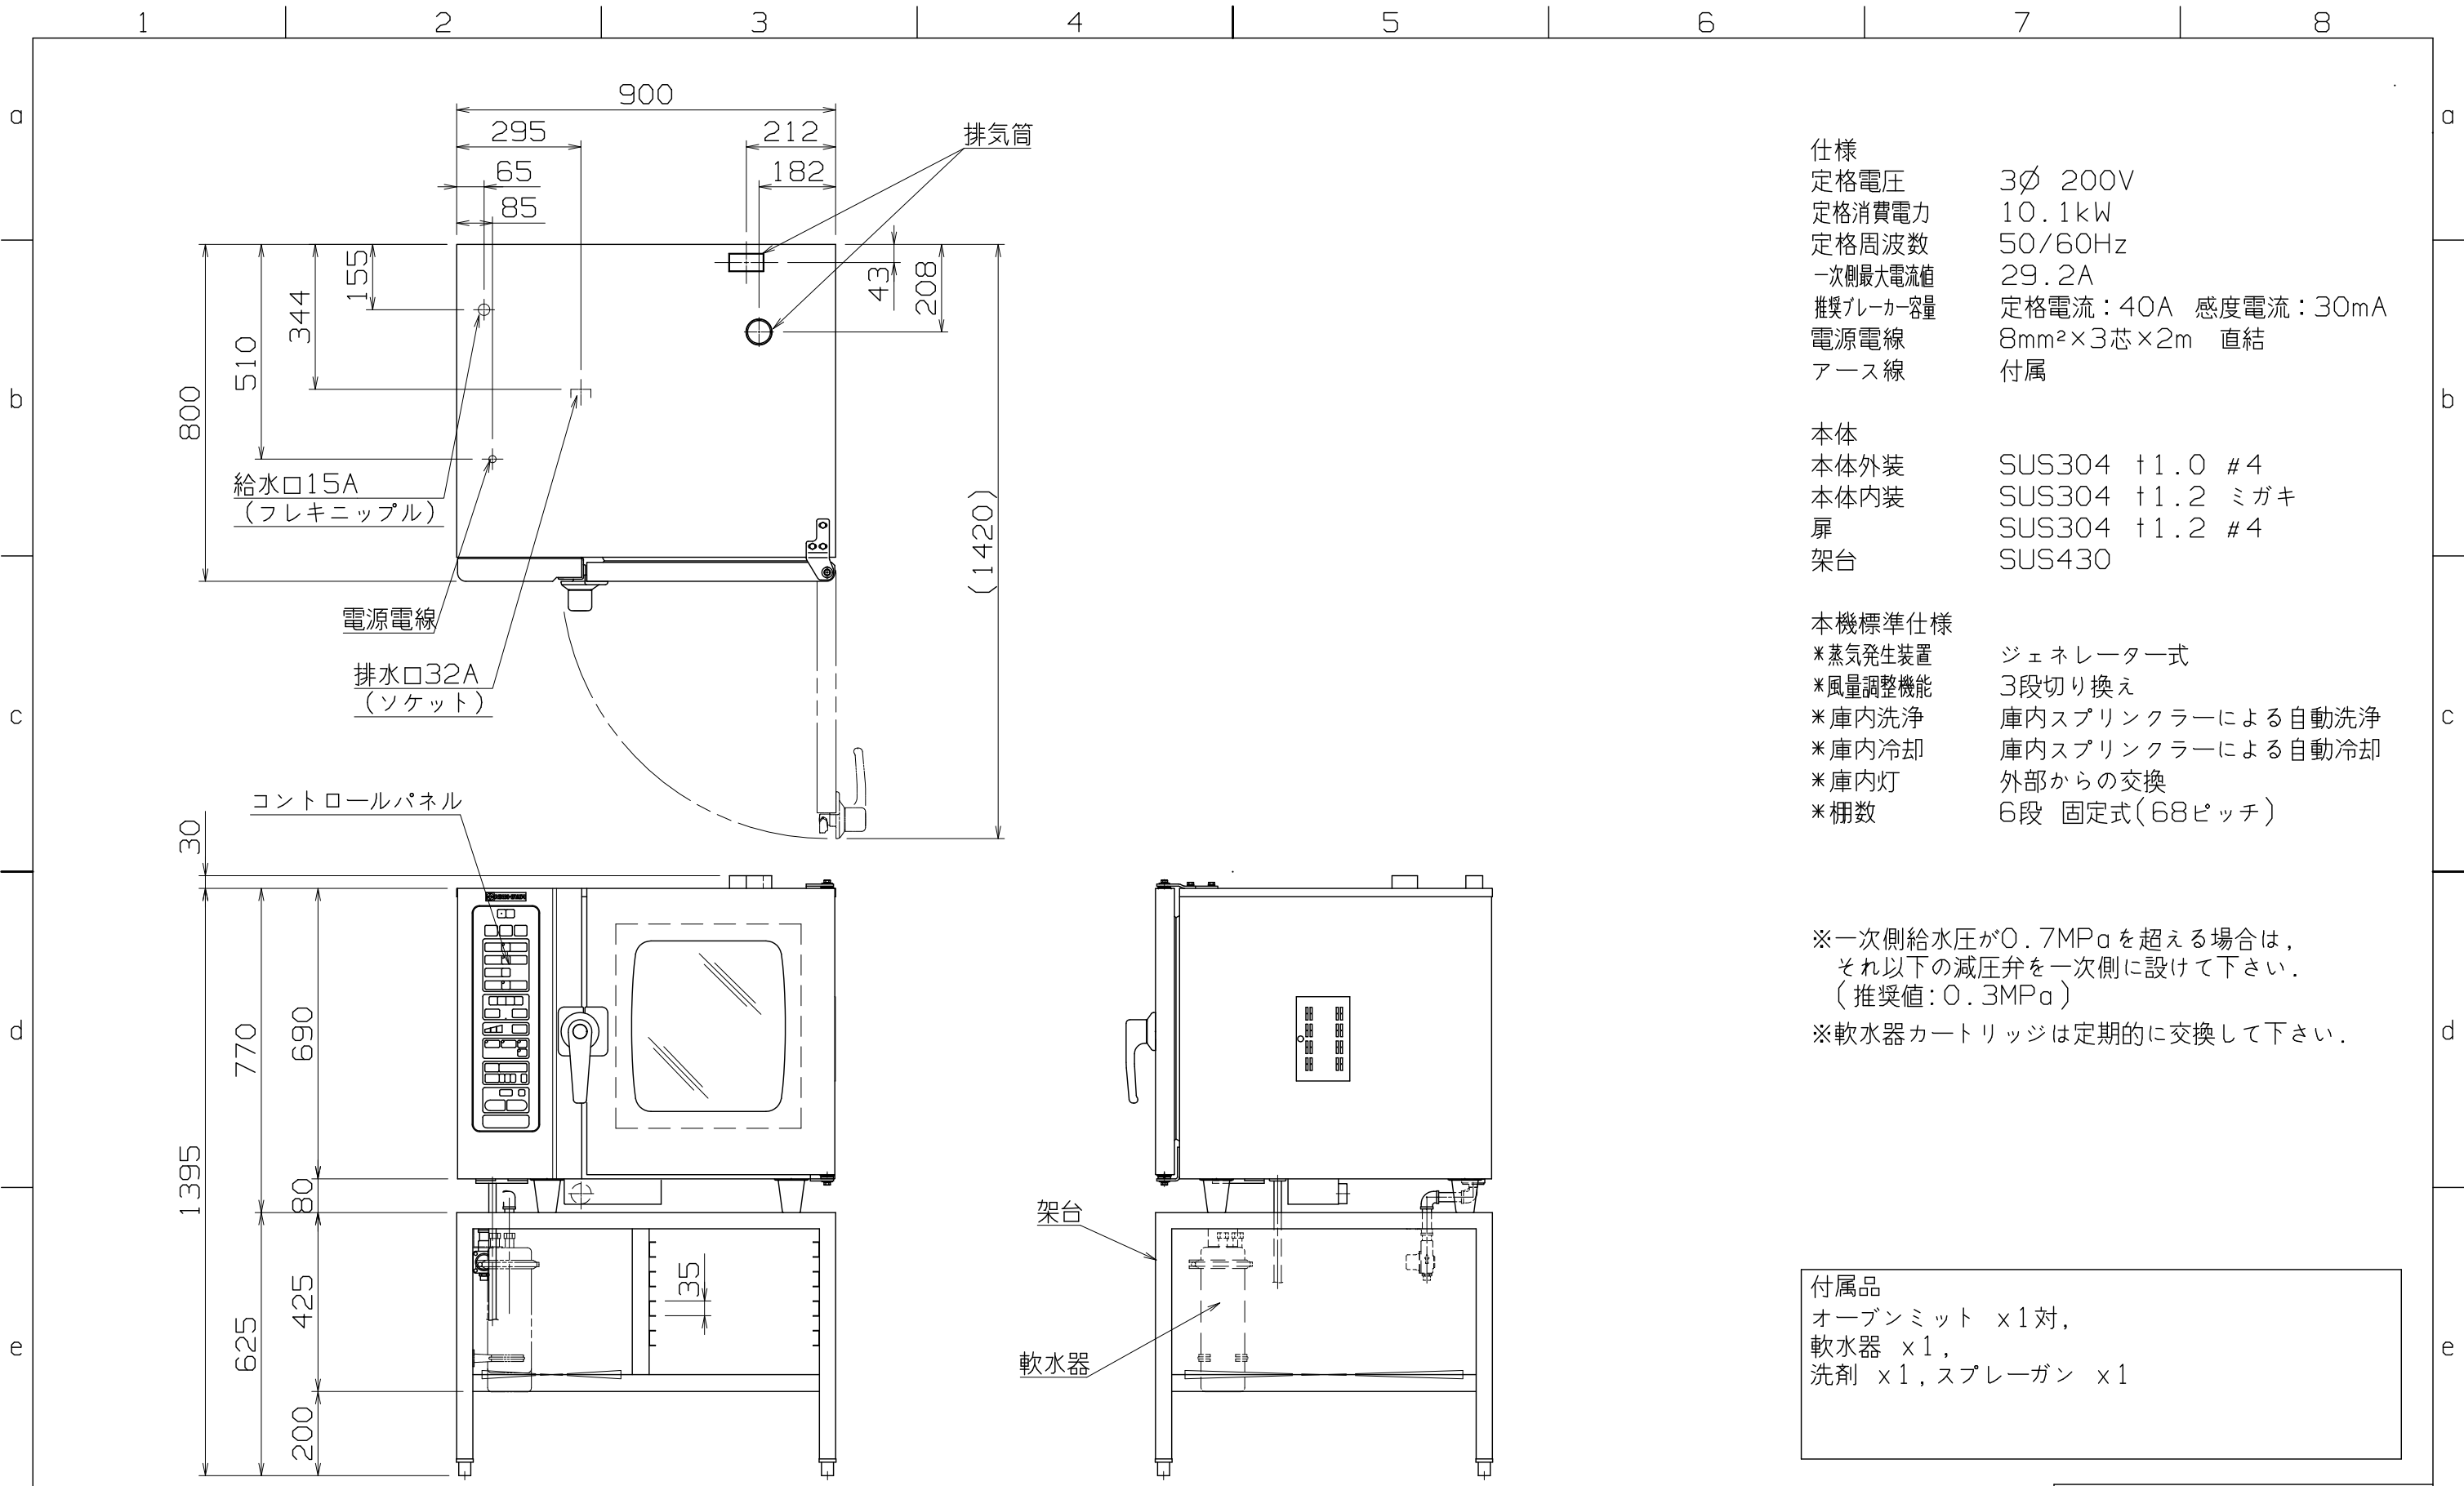 1 2 3 4 5 6 7 8
a a
b b
c c
d d
e e
900
295
212
65
182
85
排気筒
155
344
510
800
43
208
(1420)
給水口15A
(フレキニップル)
電源電線
排水口32A
(ソケット)
コントロールパネル
30
770
690
1395
80
625
425
200
35
架台
軟水器
仕様
定格電圧 3Ø 200V
定格消費電力 10.1kW
定格周波数 50/60Hz
一次側最大電流値 29.2A
推奨ブレーカー容量 定格電流:40A 感度電流:30mA
電源電線 8mm²×3芯×2m 直結
アース線 付属
本体
本体外装 SUS304 t1.0 #4
本体内装 SUS304 t1.2 ミガキ
扉 SUS304 t1.2 #4
架台 SUS430
本機標準仕様
*蒸気発生装置 ジェネレーター式
*風量調整機能 3段切り換え
*庫内洗浄 庫内スプリンクラーによる自動洗浄
*庫内冷却 庫内スプリンクラーによる自動冷却
*庫内灯 外部からの交換
*棚数 6段 固定式(68ピッチ)
※一次側給水圧が0.7MPaを超える場合は,
それ以下の減圧弁を一次側に設けて下さい.
(推奨値:0.3MPa)
※軟水器カートリッジは定期的に交換して下さい.
付属品
オーブンミット x1対,
軟水器 x1,
洗剤 x1,スプレーガン x1